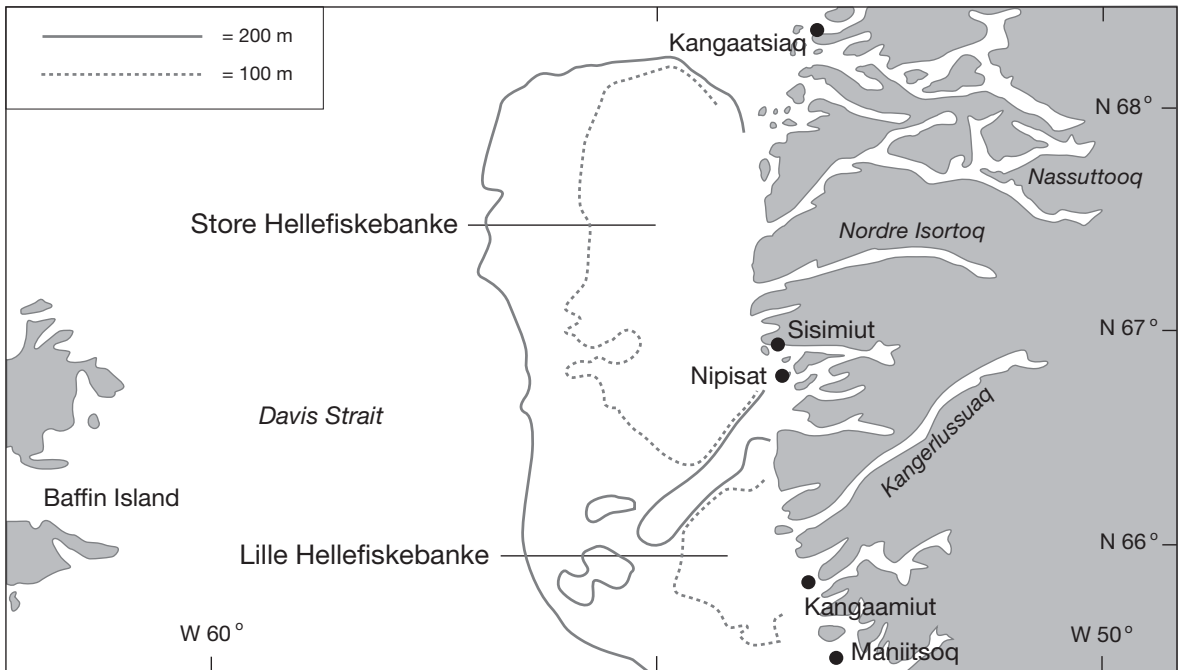 = 200 m
= 100 m
Kangaatsiaq
N 68°
Nassuttooq
Store Hellefiskebanke
Nordre Isortoq
N 67°
Sisimiut
Nipisat
Davis Strait
Kangerlussuaq
Baffin Island
N 66°
Lille Hellefiskebanke
Kangaamiut
W 60°
W 50°
Maniitsoq